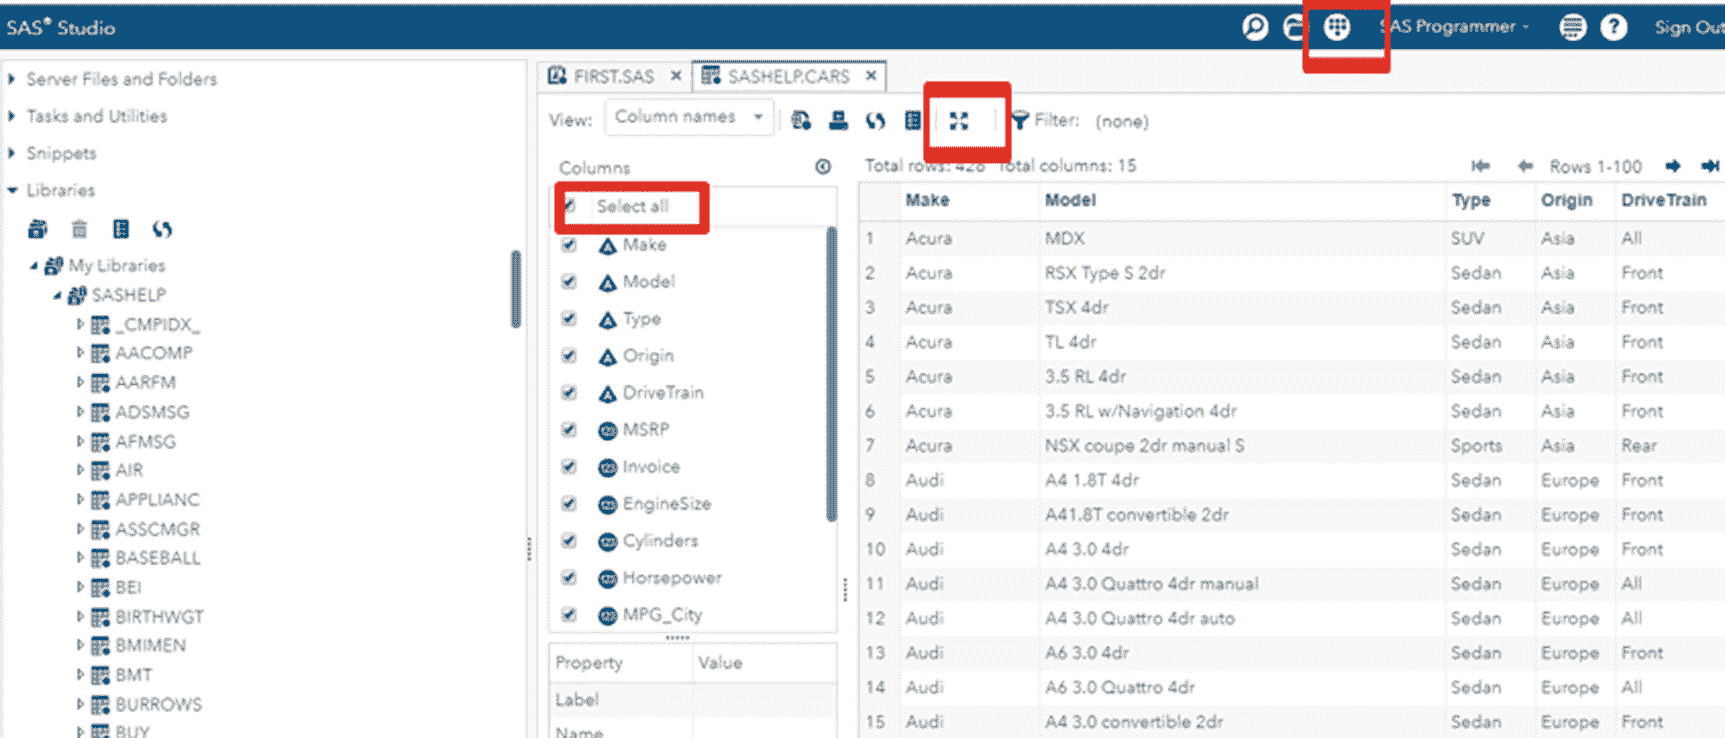 SAS® Studio
SAS Programmer
Sign Out
Server Files and Folders
Tasks and Utilities
Snippets
Libraries
My Libraries
SASHELP
_CMPIDX_
AACOMP
AARFM
ADSMSG
AFMSG
AIR
APPLIANC
ASSCMGR
BASEBALL
BEI
BIRTHWGT
BMIMEN
BMT
BURROWS
BUY
FIRST.SAS
SASHELP.CARS
View: Column names
Filter: (none)
Columns
Select all
Make
Model
Type
Origin
DriveTrain
MSRP
Invoice
EngineSize
Cylinders
Horsepower
MPG_City
Property Value
Label
Name
Total rows: 428 Total columns: 15
Rows 1-100
Make Model Type Origin DriveTrain
1 Acura MDX SUV Asia All
2 Acura RSX Type S 2dr Sedan Asia Front
3 Acura TSX 4dr Sedan Asia Front
4 Acura TL 4dr Sedan Asia Front
5 Acura 3.5 RL 4dr Sedan Asia Front
6 Acura 3.5 RL w/Navigation 4dr Sedan Asia Front
7 Acura NSX coupe 2dr manual S Sports Asia Rear
8 Audi A4 1.8T 4dr Sedan Europe Front
9 Audi A41.8T convertible 2dr Sedan Europe Front
10 Audi A4 3.0 4dr Sedan Europe Front
11 Audi A4 3.0 Quattro 4dr manual Sedan Europe All
12 Audi A4 3.0 Quattro 4dr auto Sedan Europe All
13 Audi A6 3.0 4dr Sedan Europe Front
14 Audi A6 3.0 Quattro 4dr Sedan Europe All
15 Audi A4 3.0 convertible 2dr Sedan Europe Front